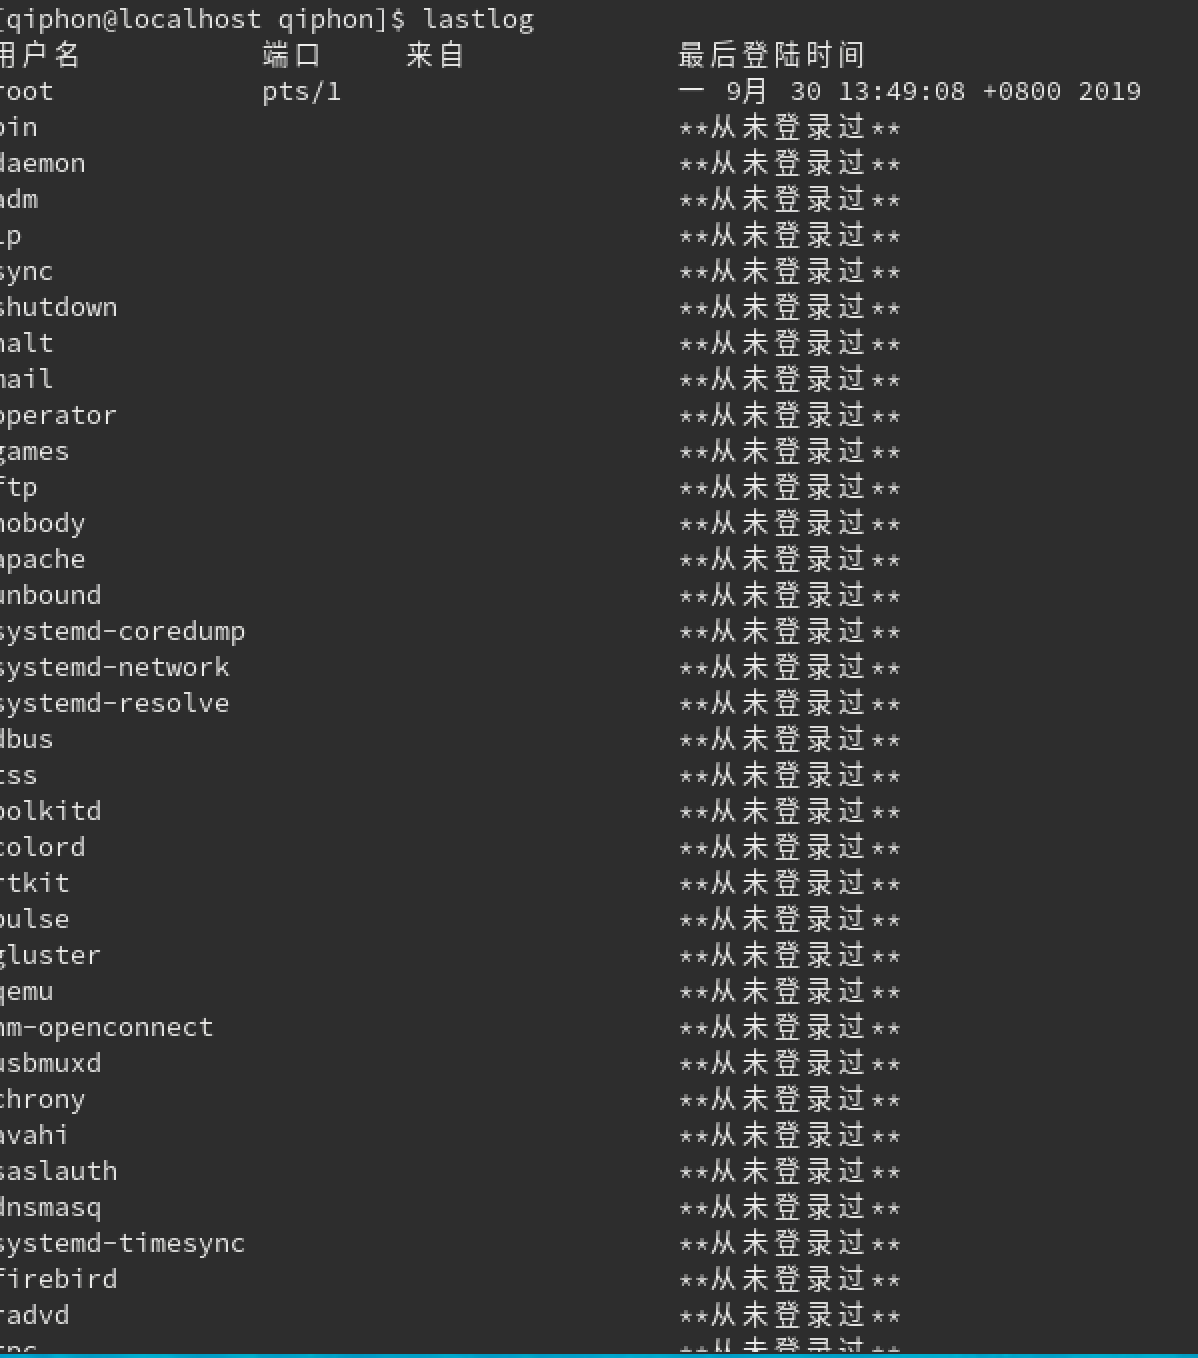 [qiphon@localhost qiphon]$ lastlog
用户名 端口 来自 最后登陆时间
root pts/1 一 9月 30 13:49:08 +0800 2019
bin **从未登录过**
daemon **从未登录过**
adm **从未登录过**
lp **从未登录过**
sync **从未登录过**
shutdown **从未登录过**
halt **从未登录过**
mail **从未登录过**
operator **从未登录过**
games **从未登录过**
ftp **从未登录过**
nobody **从未登录过**
apache **从未登录过**
unbound **从未登录过**
systemd-coredump **从未登录过**
systemd-network **从未登录过**
systemd-resolve **从未登录过**
dbus **从未登录过**
tss **从未登录过**
polkitd **从未登录过**
colord **从未登录过**
rtkit **从未登录过**
pulse **从未登录过**
gluster **从未登录过**
qemu **从未登录过**
nm-openconnect **从未登录过**
usbmuxd **从未登录过**
chrony **从未登录过**
avahi **从未登录过**
saslauth **从未登录过**
dnsmasq **从未登录过**
systemd-timesync **从未登录过**
firebird **从未登录过**
radvd **从未登录过**
rpc **从未登录过**